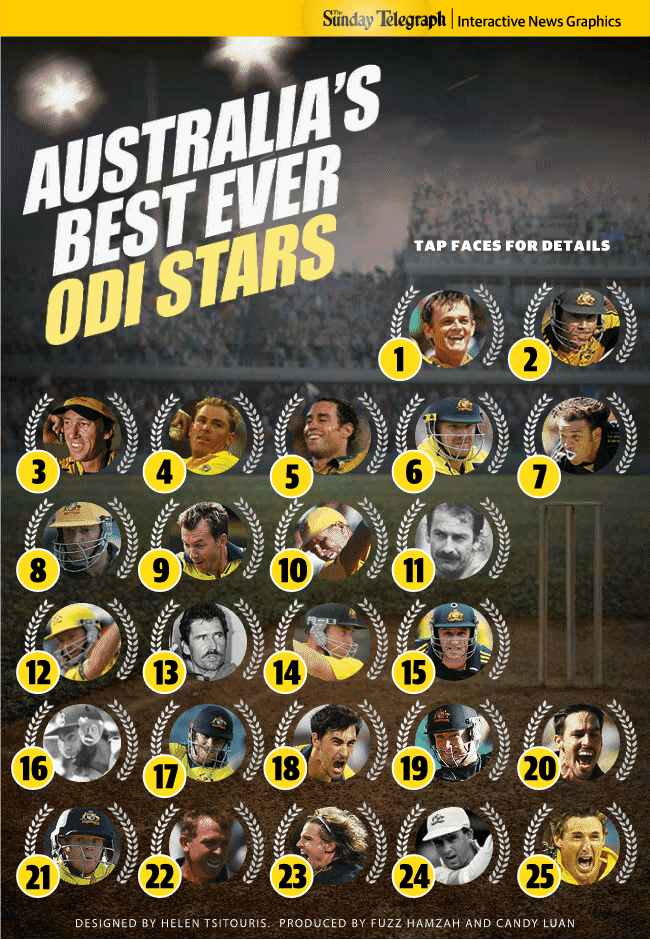 The
Sunday Telegraph Interactive News Graphics
AUSTRALIA'S
BEST EVER
ODI STARS
TAP FACES FOR DETAILS
1 2
3 4 5 6 7
8 9 10 11
12 13 14 15
16 17 18 19 20
21 22 23 24 25
DESIGNED BY HELEN TSITOURIS. PRODUCED BY FUZZ HAMZAH AND CANDY LUAN